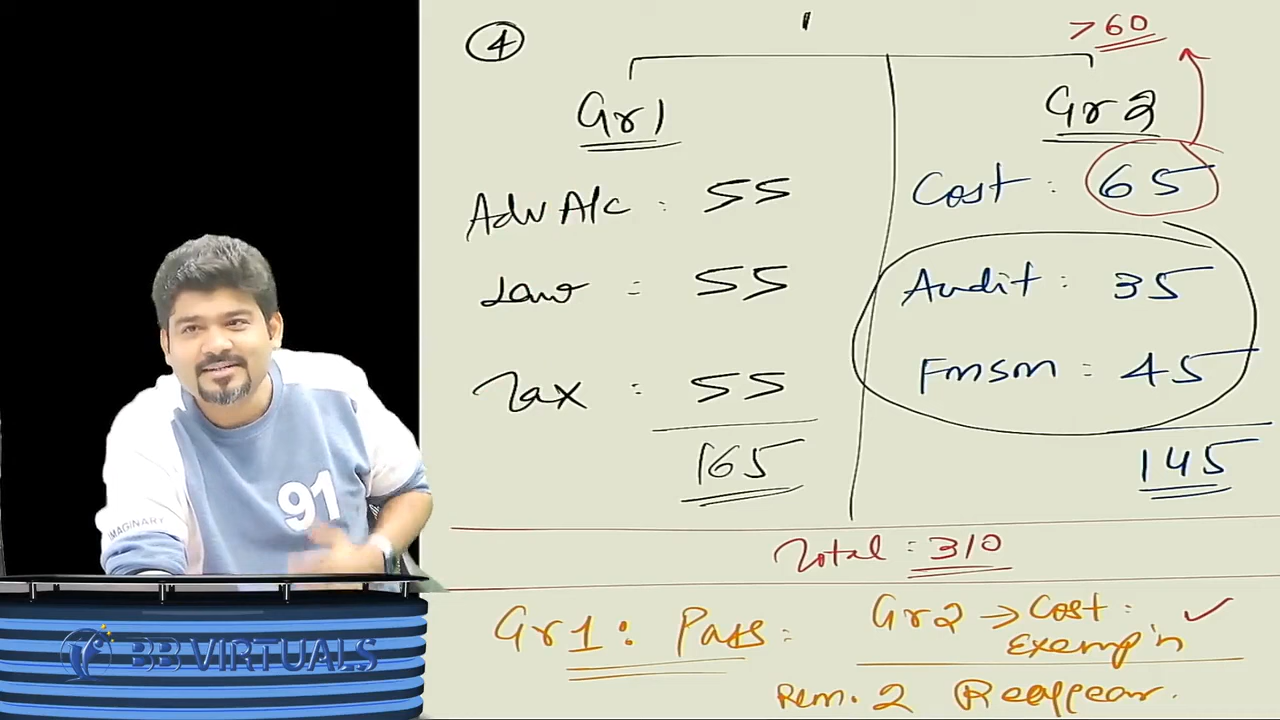 4
>60
Gr1
Gr2
Adv A/c : 55
Cost : 65
Law : 55
Audit : 35
Tax : 55
Fmsm : 45
165
145
Total : 310
Gr1 : Pass :
Gr2 → Cost : ✓
Exemp'n
Rem. 2 Reappear.
91
IMAGINARY
BB VIRTUALS